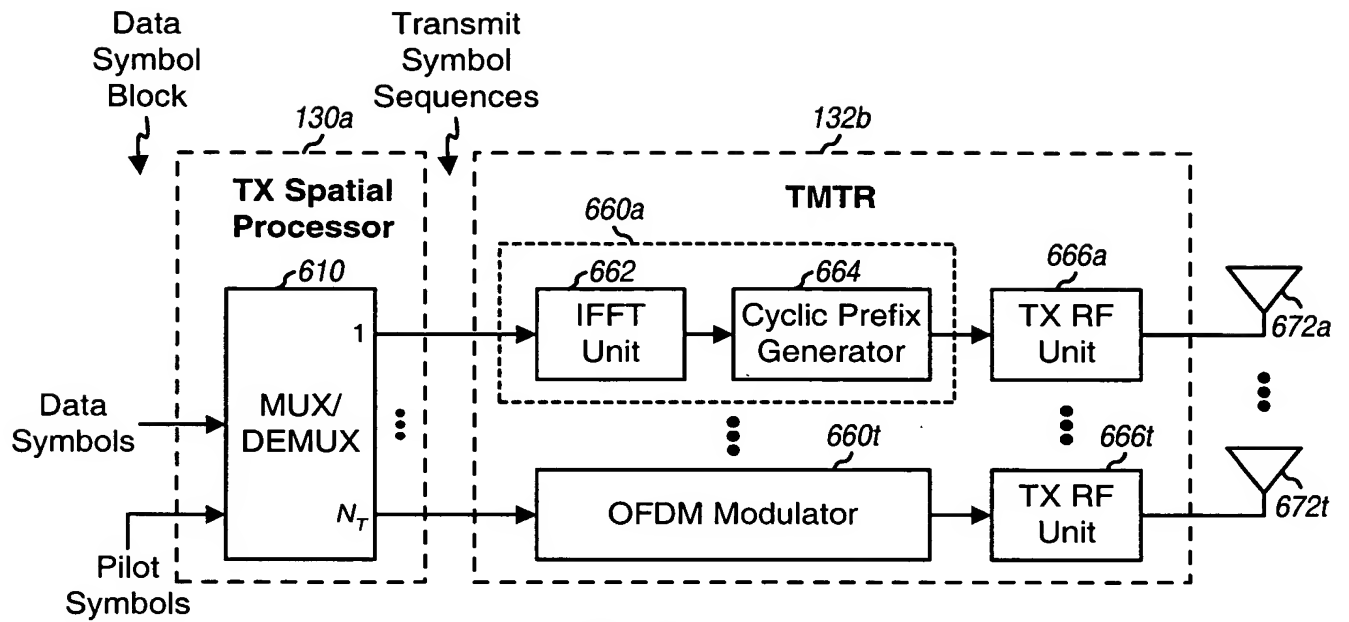 Data
Symbol
Block
Transmit
Symbol
Sequences
130a
132b
TX Spatial
Processor
TMTR
660a
610
662
664
666a
1
IFFT
Unit
Cyclic Prefix
Generator
TX RF
Unit
672a
Data
Symbols
MUX/
DEMUX
660t
666t
N_T
OFDM Modulator
TX RF
Unit
672t
Pilot
Symbols